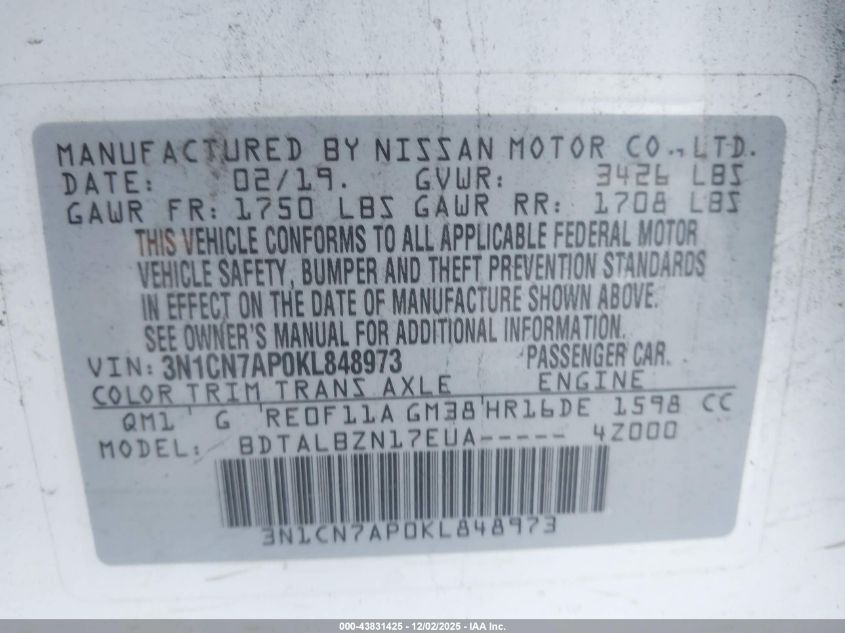 MANUFACTURED BY NISSAN MOTOR CO., LTD.
DATE: 02/19. GVWR: 3426 LBS
GAWR FR: 1750 LBS GAWR RR: 1708 LBS
THIS VEHICLE CONFORMS TO ALL APPLICABLE FEDERAL MOTOR
VEHICLE SAFETY, BUMPER AND THEFT PREVENTION STANDARDS
IN EFFECT ON THE DATE OF MANUFACTURE SHOWN ABOVE.
SEE OWNER'S MANUAL FOR ADDITIONAL INFORMATION.
VIN: 3N1CN7AP0KL848973 PASSENGER CAR.
COLOR TRIM TRANS AXLE ENGINE
QM1 G RE0F11A GM38 HR16DE 1598 CC
MODEL: BDTALBZN17EUA----- 4Z000
3N1CN7AP0KL848973
000-43831425 - 12/02/2025 - IAA Inc.